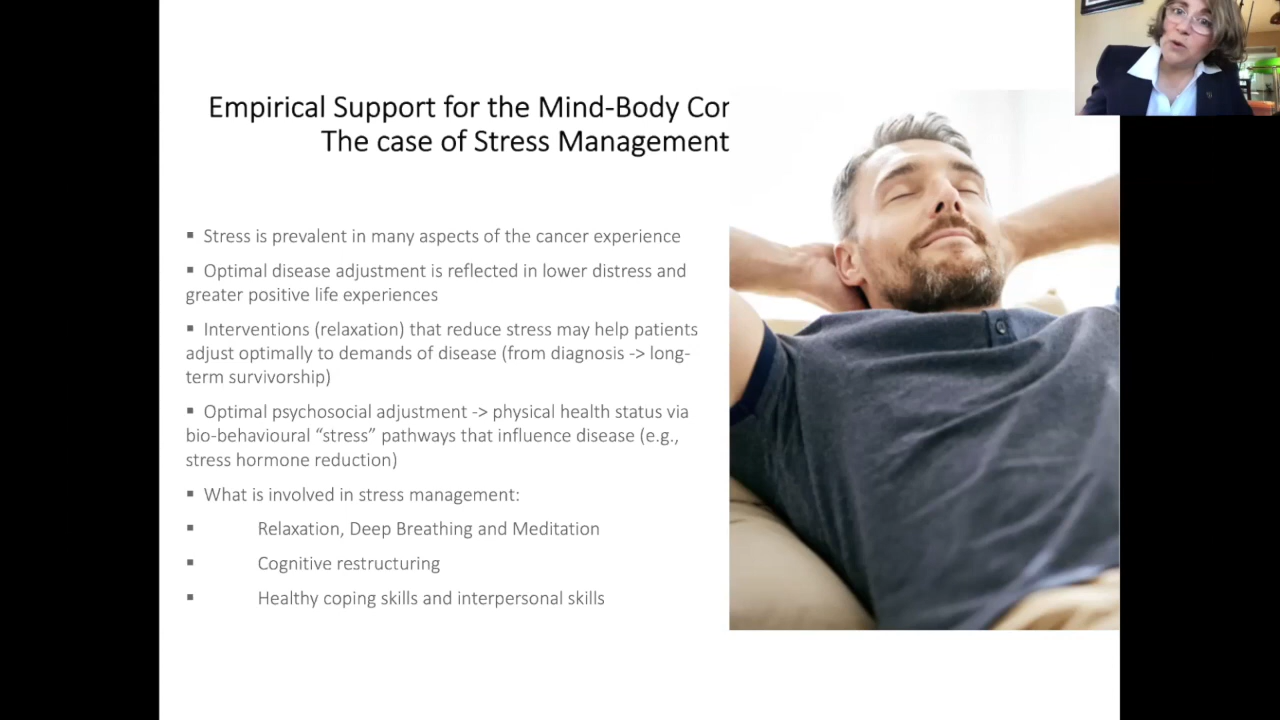 Empirical Support for the Mind-Body Cor
The case of Stress Management
▪ Stress is prevalent in many aspects of the cancer experience
▪ Optimal disease adjustment is reflected in lower distress and
greater positive life experiences
▪ Interventions (relaxation) that reduce stress may help patients
adjust optimally to demands of disease (from diagnosis -> long-
term survivorship)
▪ Optimal psychosocial adjustment -> physical health status via
bio-behavioural “stress” pathways that influence disease (e.g.,
stress hormone reduction)
▪ What is involved in stress management:
▪ Relaxation, Deep Breathing and Meditation
▪ Cognitive restructuring
▪ Healthy coping skills and interpersonal skills